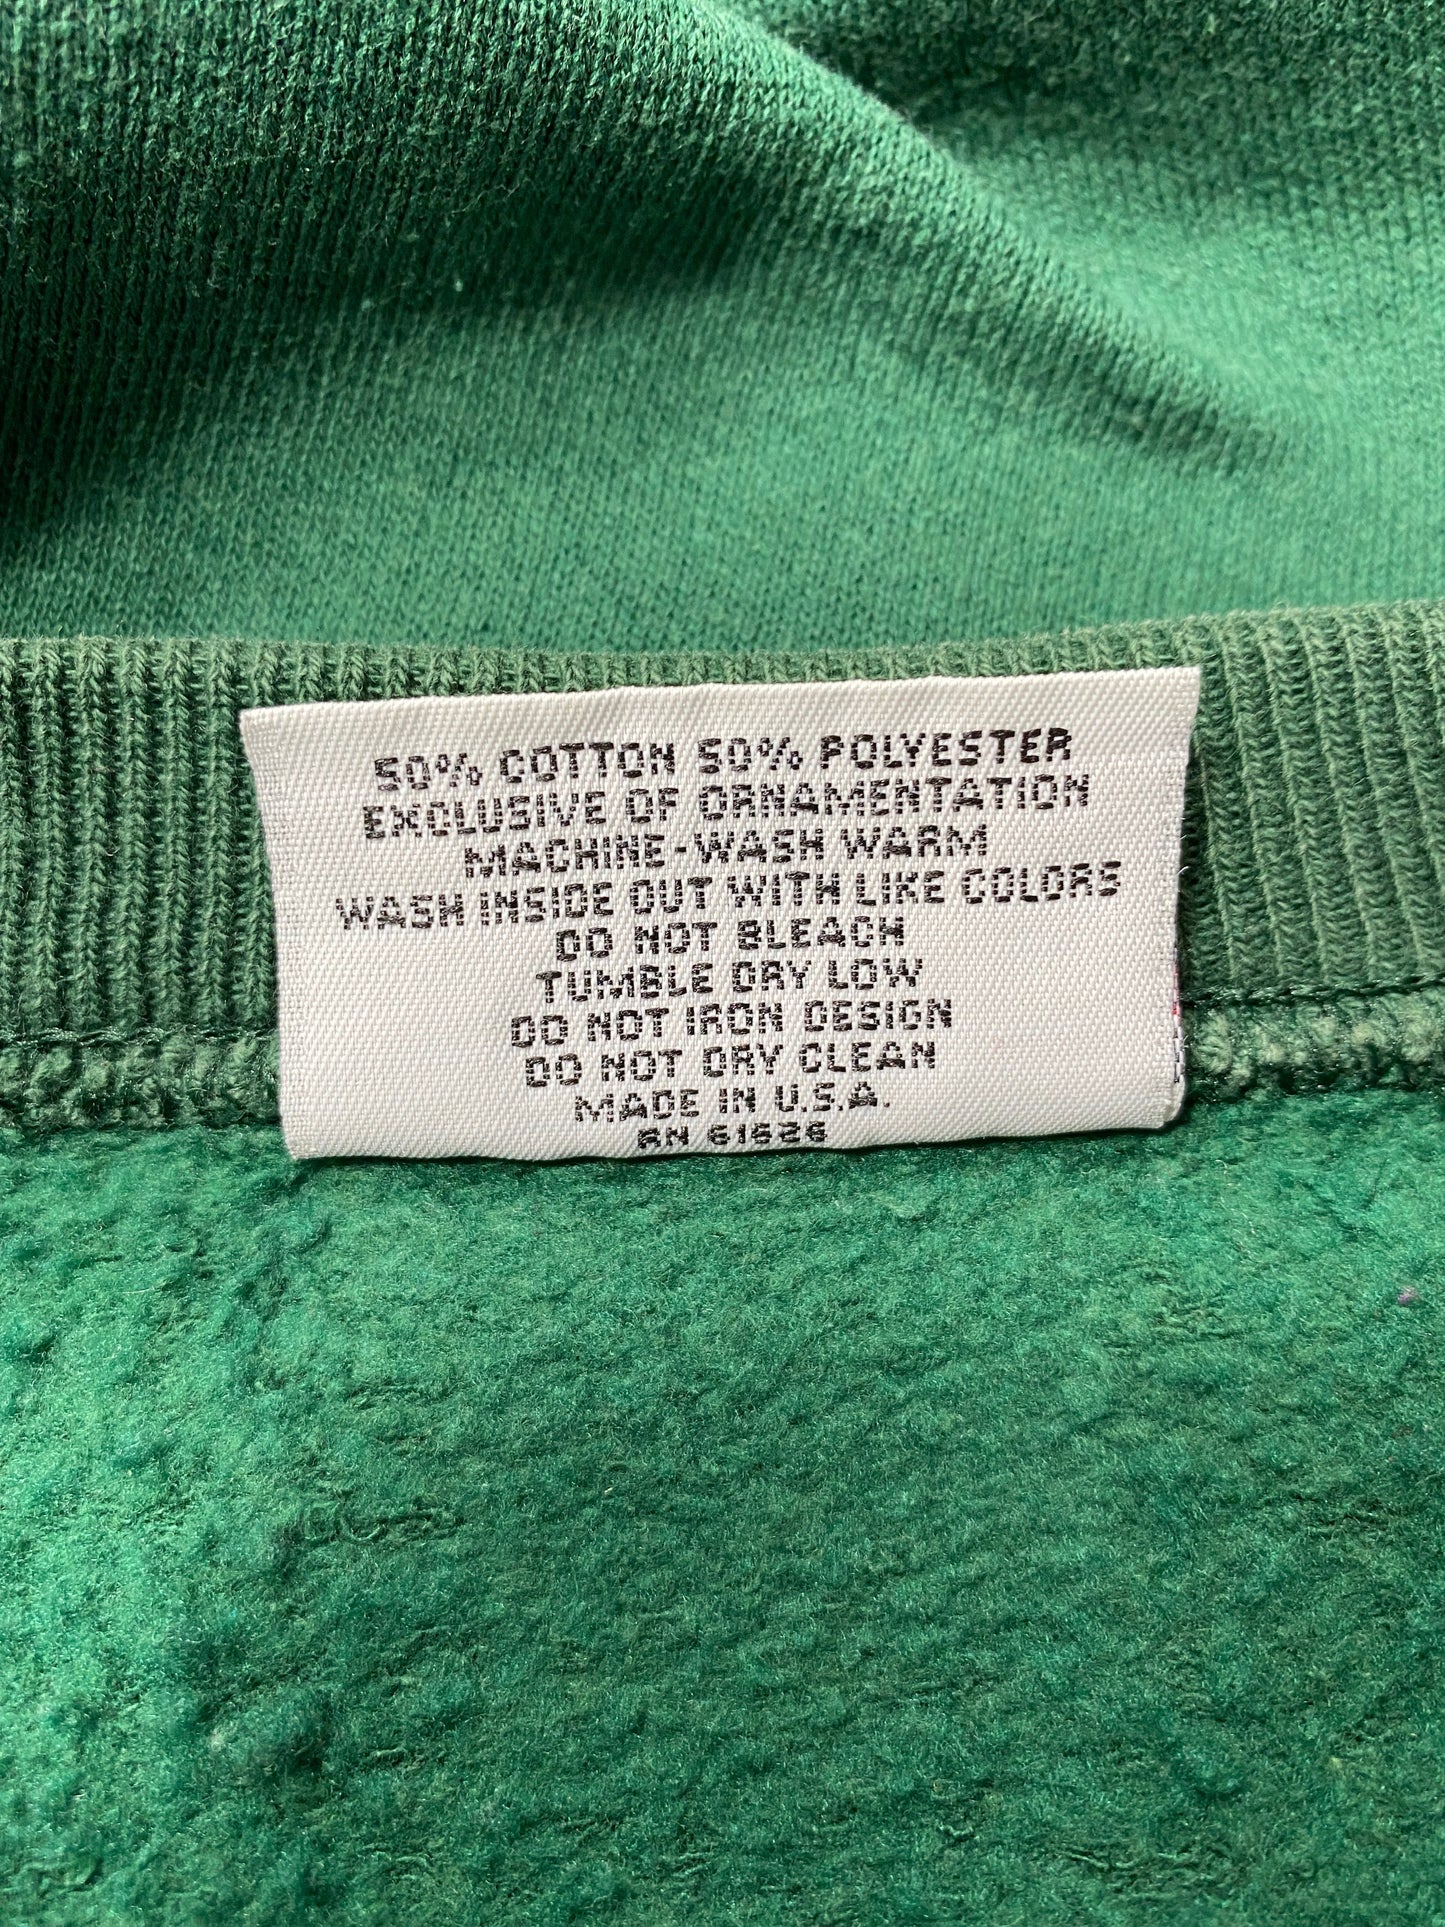 50% COTTON 50% POLYESTER
EXCLUSIVE OF ORNAMENTATION
MACHINE-WASH WARM
WASH INSIDE OUT WITH LIKE COLORS
DO NOT BLEACH
TUMBLE DRY LOW
DO NOT IRON DESIGN
DO NOT DRY CLEAN
MADE IN U.S.A.
RN